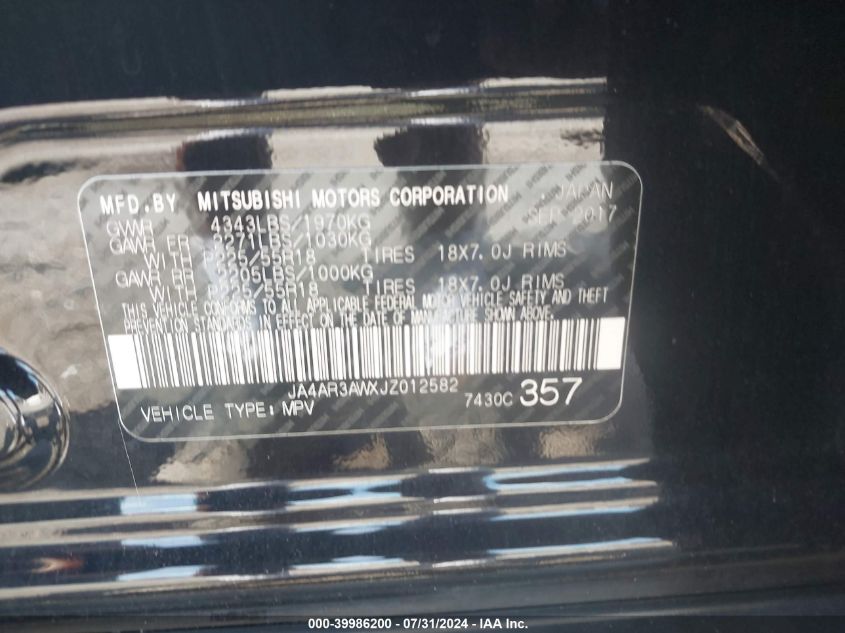 MFD.BY MITSUBISHI MOTORS CORPORATION JAPAN
GVWR 4343LBS/1970KG SEP 2017
GAWR FR 2271LBS/1030KG
WITH P225/55R18 TIRES 18X7.0J RIMS
GAWR RR 2205LBS/1000KG
WITH P225/55R18 TIRES 18X7.0J RIMS
THIS VEHICLE CONFORMS TO ALL APPLICABLE FEDERAL MOTOR VEHICLE SAFETY AND THEFT
PREVENTION STANDARDS IN EFFECT ON THE DATE OF MANUFACTURE SHOWN ABOVE.
JA4AR3AWXJZ012582
VEHICLE TYPE: MPV 7430C 357
000-39986200 / 07/31/2024 - IAA Inc.